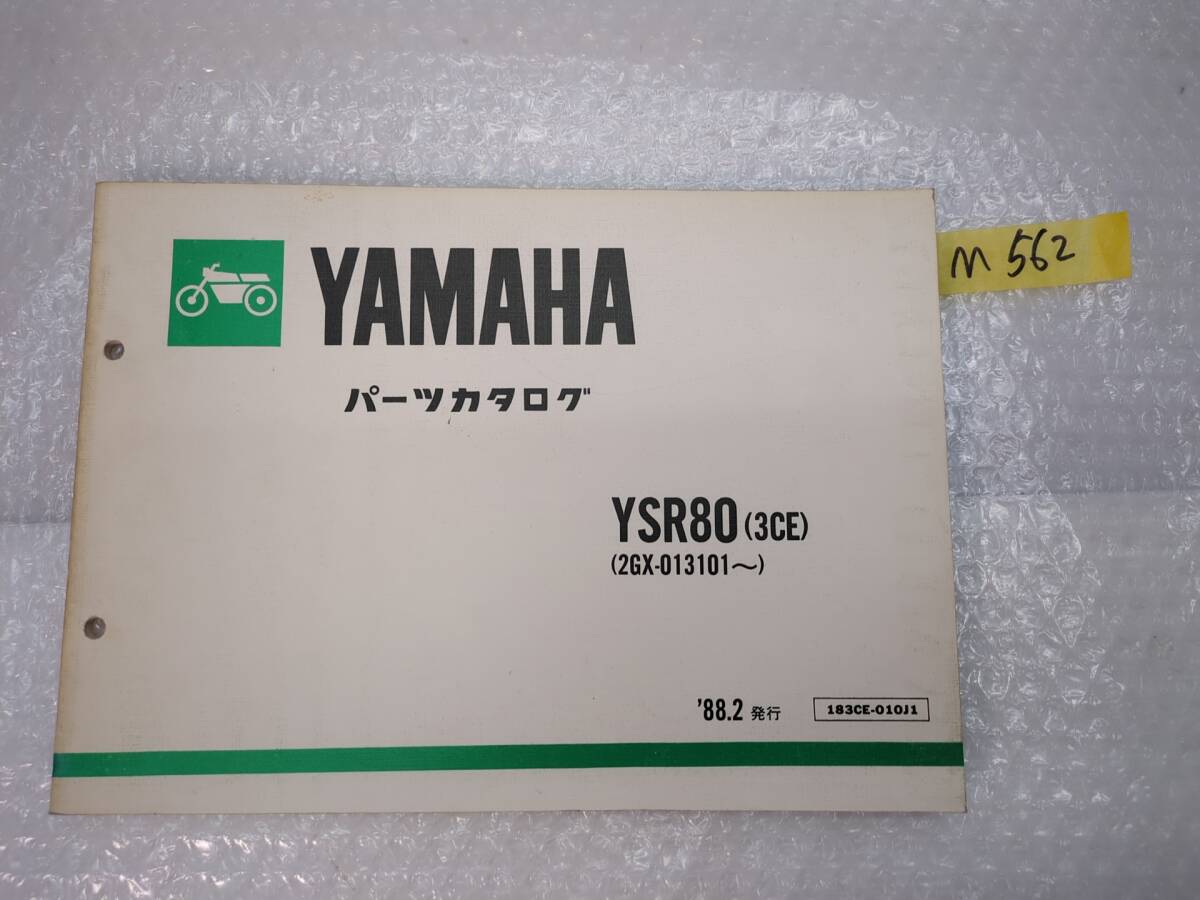 YAMAHA
パーツカタログ
M 562
YSR80 (3CE)
(2GX-013101～)
'88.2 発行
183CE-010J1